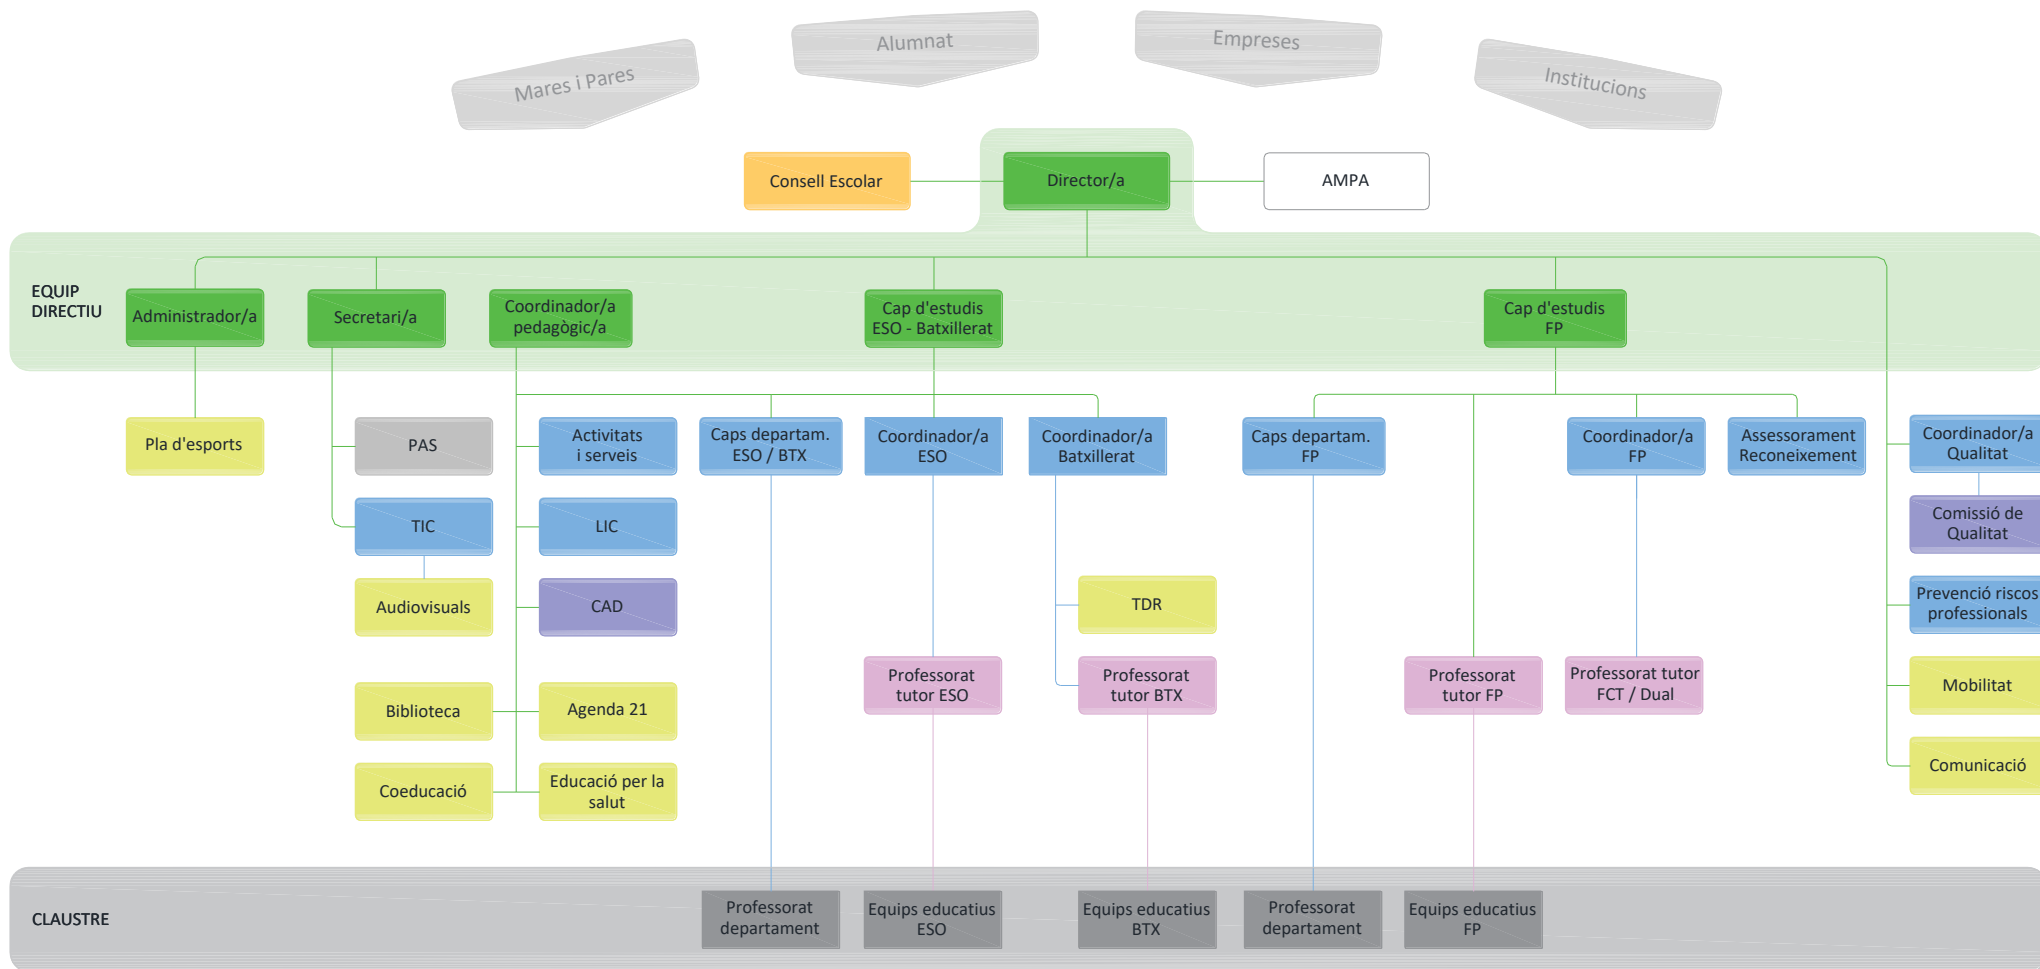 Mares i Pares
Alumnat
Empreses
Institucions
Consell Escolar
Director/a
AMPA
EQUIP
DIRECTIU
Administrador/a
Secretari/a
Coordinador/a
pedagògic/a
Cap d'estudis
ESO - Batxillerat
Cap d'estudis
FP
Pla d'esports
PAS
Activitats
i serveis
Caps departam.
ESO / BTX
Coordinador/a
ESO
Coordinador/a
Batxillerat
Caps departam.
FP
Coordinador/a
FP
Assessorament
Reconeixement
Coordinador/a
Qualitat
TIC
LIC
Comissió de
Qualitat
Audiovisuals
CAD
TDR
Prevenció riscos
professionals
Professorat
tutor ESO
Professorat
tutor BTX
Professorat
tutor FP
Professorat tutor
FCT / Dual
Mobilitat
Biblioteca
Agenda 21
Coeducació
Educació per la
salut
Comunicació
CLAUSTRE
Professorat
departament
Equips educatius
ESO
Equips educatius
BTX
Professorat
departament
Equips educatius
FP